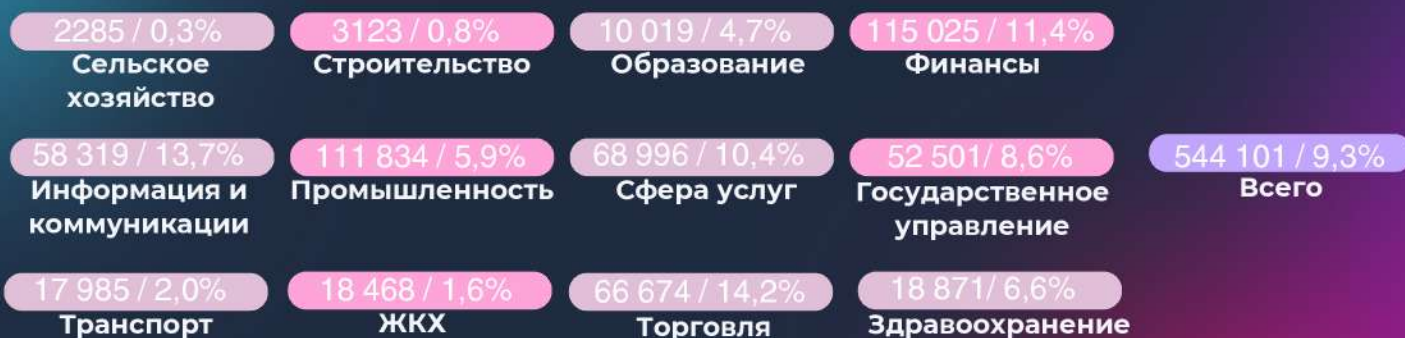 2285 / 0,3%
Сельское
хозяйство
3123 / 0,8%
Строительство
10 019 / 4,7%
Образование
115 025 / 11,4%
Финансы
58 319 / 13,7%
Информация и
коммуникации
111 834 / 5,9%
Промышленность
68 996 / 10,4%
Сфера услуг
52 501/ 8,6%
Государственное
управление
544 101 / 9,3%
Всего
17 985 / 2,0%
Транспорт
18 468 / 1,6%
ЖКХ
66 674 / 14,2%
Торговля
18 871/ 6,6%
Здравоохранение